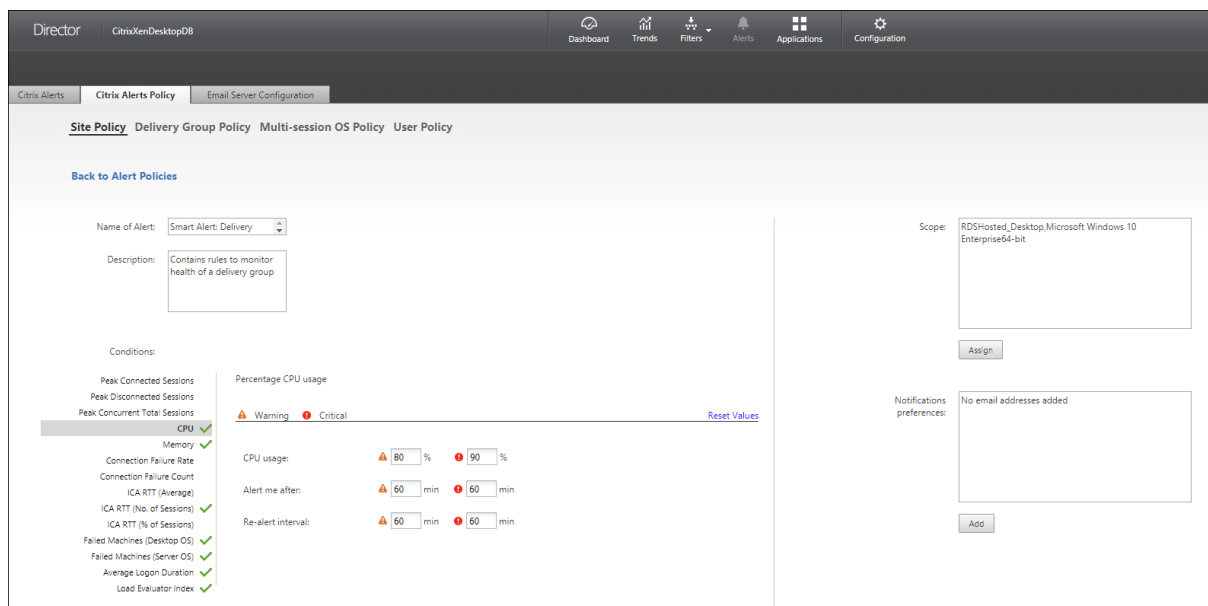 Director CitrixXenDesktopDB
Dashboard Trends Filters Alerts Applications Configuration
Citrix Alerts Citrix Alerts Policy Email Server Configuration
Site Policy Delivery Group Policy Multi-session OS Policy User Policy
Back to Alert Policies
Name of Alert: Smart Alert: Delivery
Description: Contains rules to monitor
health of a delivery group
Conditions:
Peak Connected Sessions
Peak Disconnected Sessions
Peak Concurrent Total Sessions
CPU
Memory
Connection Failure Rate
Connection Failure Count
ICA RTT (Average)
ICA RTT (No. of Sessions)
ICA RTT (% of Sessions)
Failed Machines (Desktop OS)
Failed Machines (Server OS)
Average Logon Duration
Load Evaluator Index
Percentage CPU usage
Warning Critical Reset Values
CPU usage: 80 % 90 %
Alert me after: 60 min 60 min
Re-alert interval: 60 min 60 min
Scope: RDSHosted_Desktop,Microsoft Windows 10
Enterprise64-bit
Assign
Notifications
preferences:
No email addresses added
Add